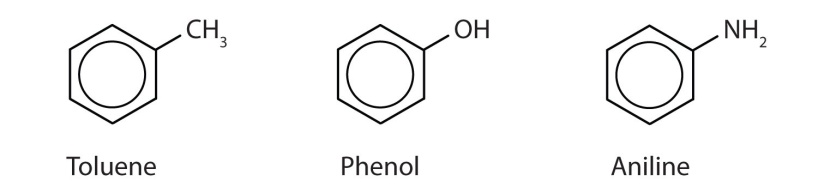 CH₃
OH
NH₂
Toluene
Phenol
Aniline